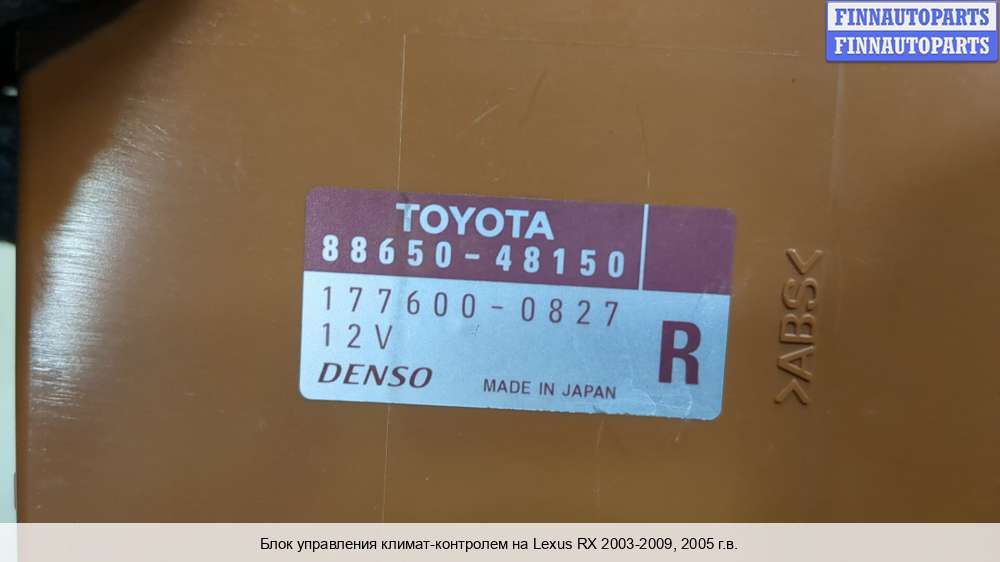 FINNAUTOPARTS
FINNAUTOPARTS
TOYOTA
88650-48150
177600-0827
12V
R
DENSO
MADE IN JAPAN
>ABS<
Блок управления климат-контролем на Lexus RX 2003-2009, 2005 г.в.